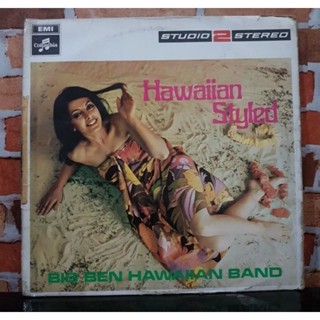 EMI
Columbia
STUDIO 2 STEREO
Hawaiian
Styled
BIG BEN HAWAIIAN BAND